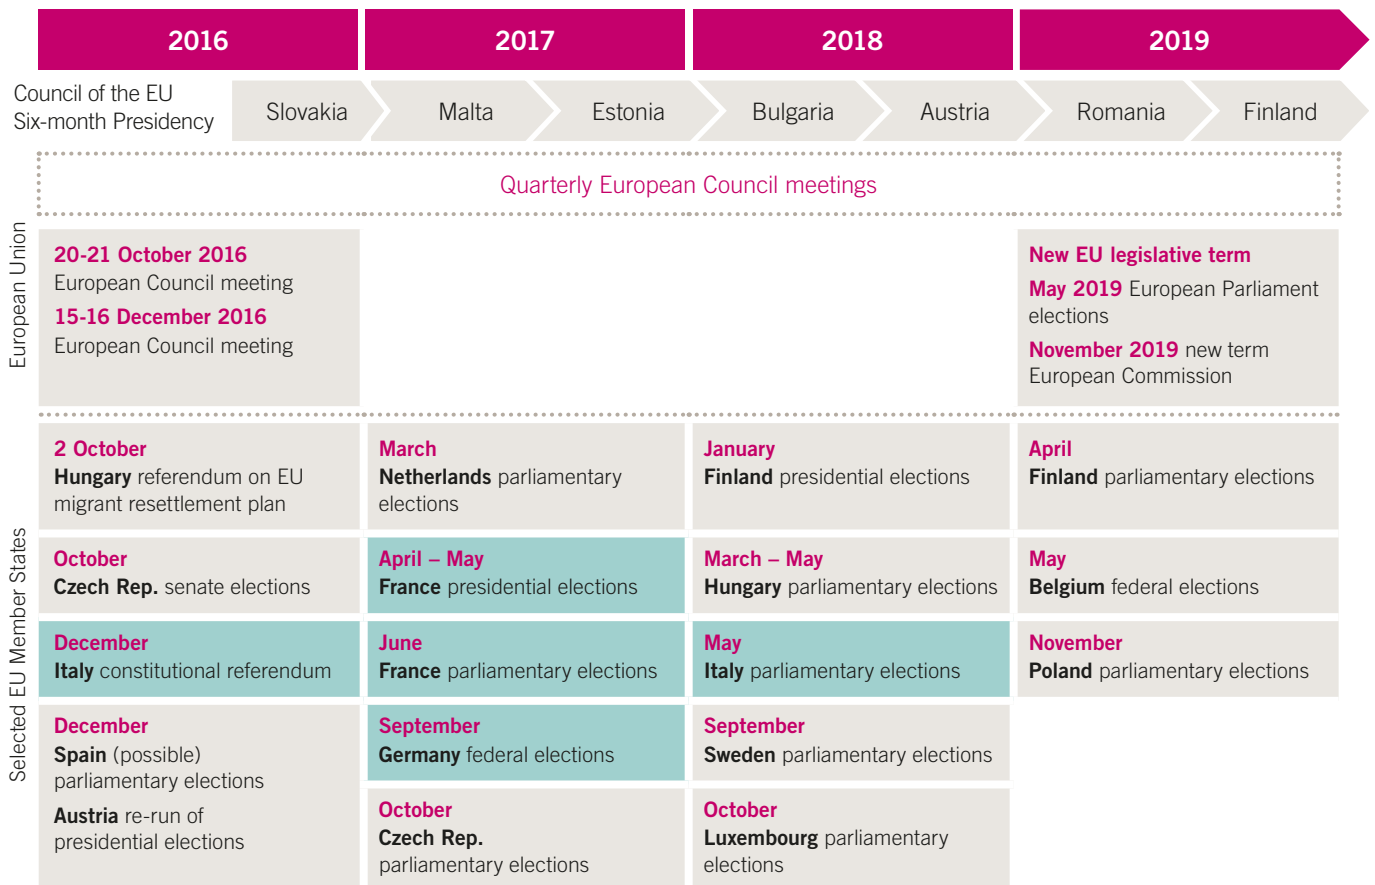 2016
2017
2018
2019
Council of the EU
Six-month Presidency
Slovakia
Malta
Estonia
Bulgaria
Austria
Romania
Finland
Quarterly European Council meetings
European Union
20-21 October 2016
European Council meeting
15-16 December 2016
European Council meeting
New EU legislative term
May 2019 European Parliament
elections
November 2019 new term
European Commission
Selected EU Member States
2 October
Hungary referendum on EU
migrant resettlement plan
October
Czech Rep. senate elections
December
Italy constitutional referendum
December
Spain (possible)
parliamentary elections
Austria re-run of
presidential elections
March
Netherlands parliamentary
elections
April – May
France presidential elections
June
France parliamentary elections
September
Germany federal elections
October
Czech Rep.
parliamentary elections
January
Finland presidential elections
March – May
Hungary parliamentary elections
May
Italy parliamentary elections
September
Sweden parliamentary elections
October
Luxembourg parliamentary
elections
April
Finland parliamentary elections
May
Belgium federal elections
November
Poland parliamentary elections